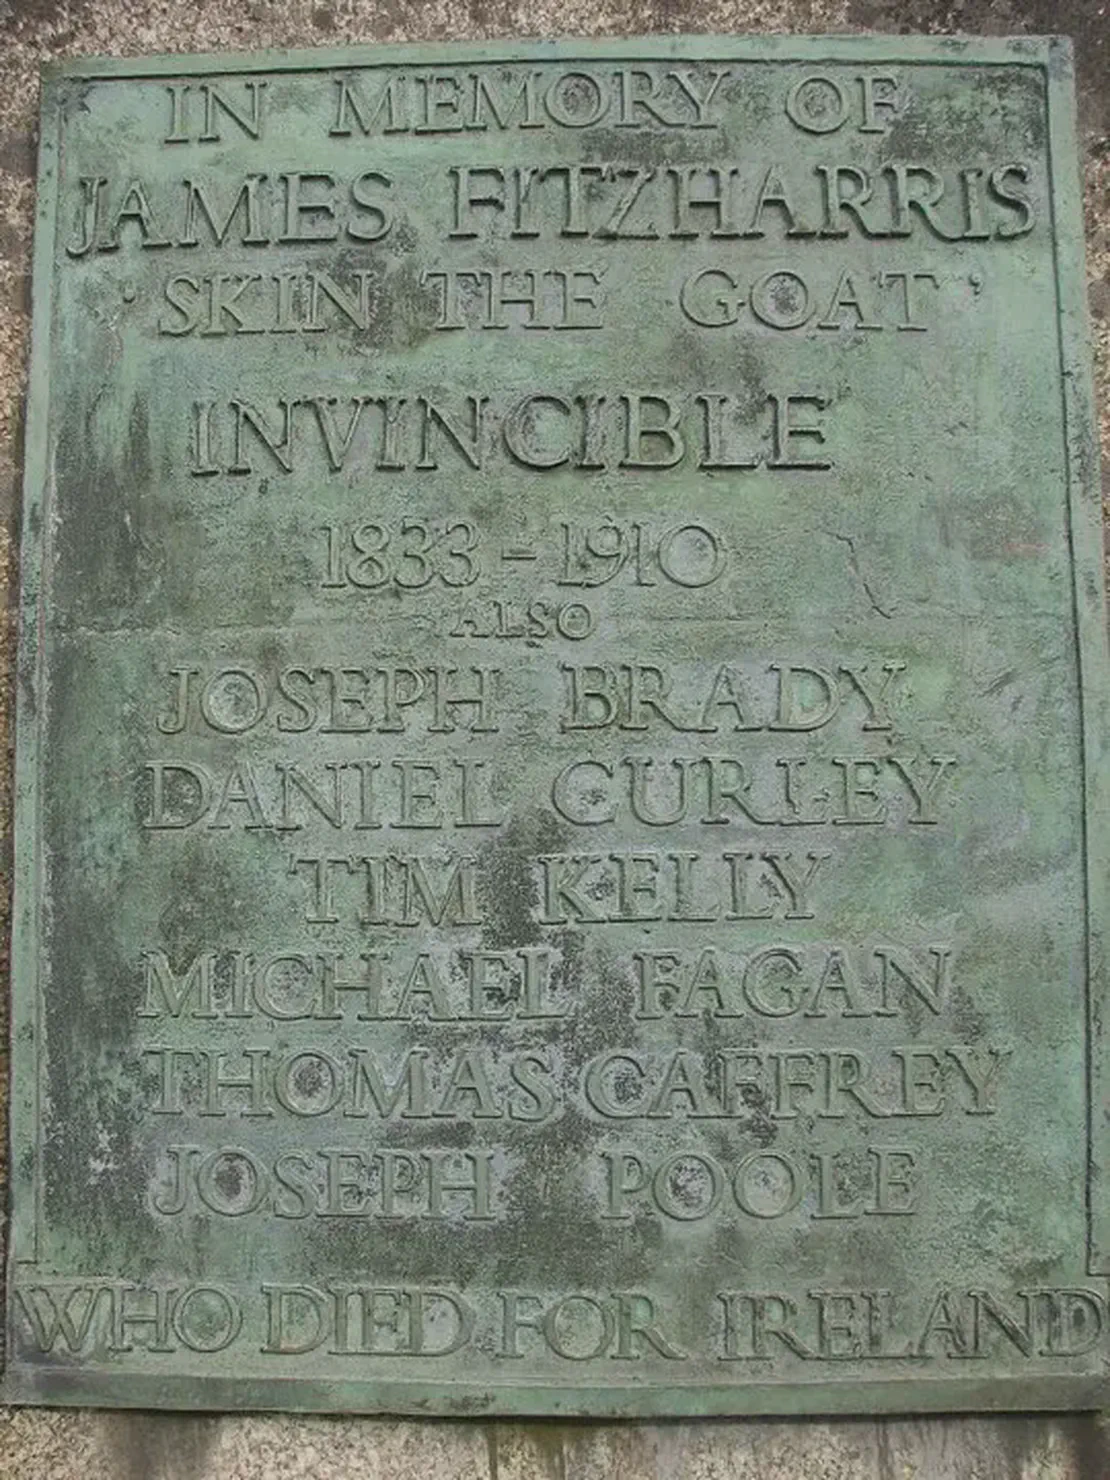 IN MEMORY OF
JAMES FITZHARRIS
'SKIN THE GOAT'
INVINCIBLE
1833 - 1910
ALSO
JOSEPH BRADY
DANIEL CURLEY
TIM KELLY
MICHAEL FAGAN
THOMAS CAFFREY
JOSEPH POOLE
WHO DIED FOR IRELAND